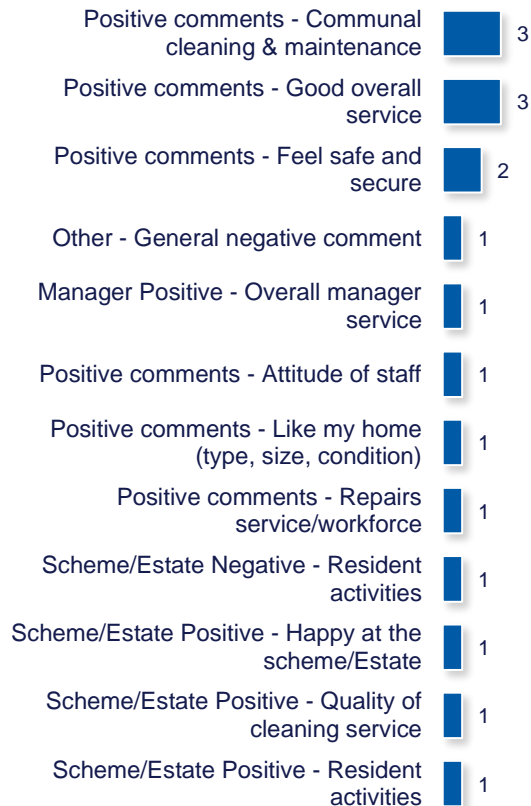 Positive comments - Communal
cleaning & maintenance
3
Positive comments - Good overall
service
3
Positive comments - Feel safe and
secure
2
Other - General negative comment
1
Manager Positive - Overall manager
service
1
Positive comments - Attitude of staff
1
Positive comments - Like my home
(type, size, condition)
1
Positive comments - Repairs
service/workforce
1
Scheme/Estate Negative - Resident
activities
1
Scheme/Estate Positive - Happy at the
scheme/Estate
1
Scheme/Estate Positive - Quality of
cleaning service
1
Scheme/Estate Positive - Resident
activities
1